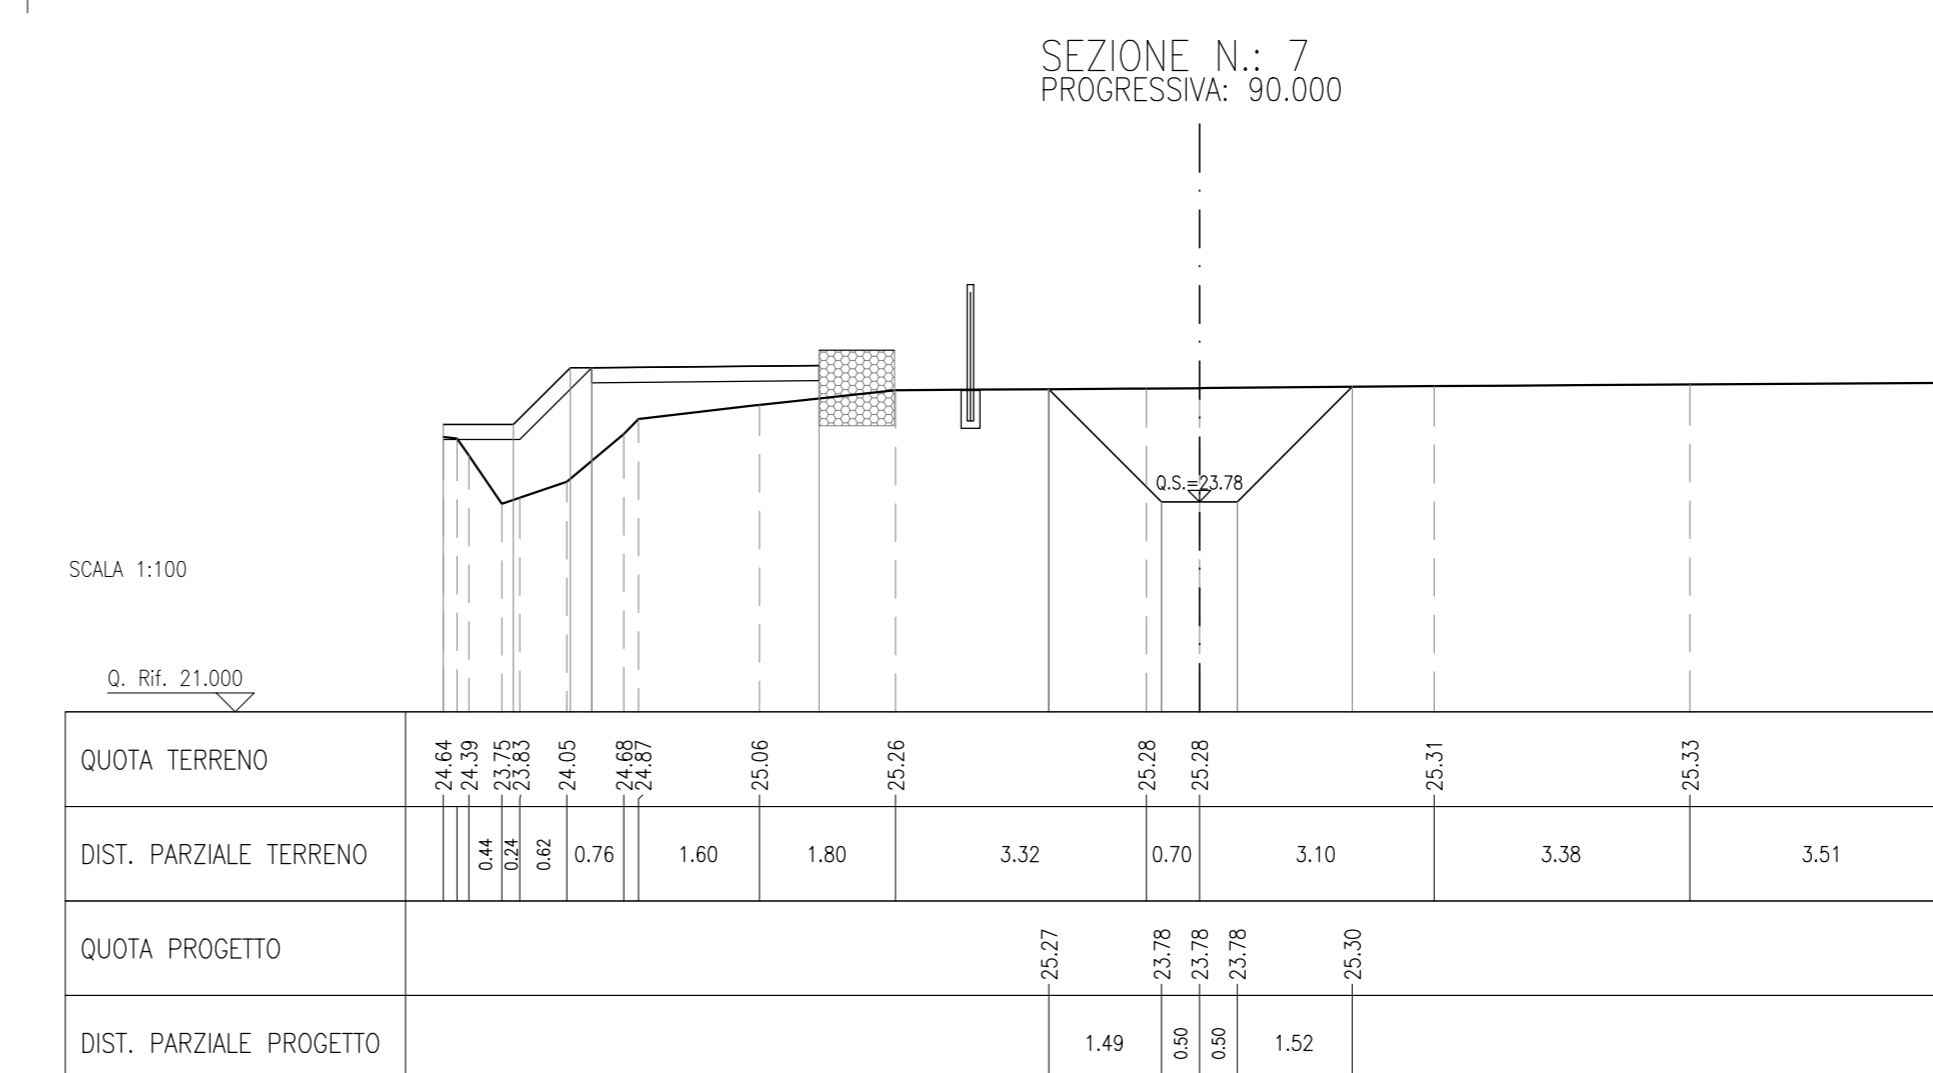 SEZIONE N.: 7
PROGRESSIVA: 90.000
Q.S.=23.78
SCALA 1:100
Q. Rif. 21.000
QUOTA TERRENO 24.64 24.39 23.75 23.83 24.05 24.68 24.87 25.06 25.26 25.28 25.28 25.31 25.33
DIST. PARZIALE TERRENO 0.44 0.24 0.62 0.76 1.60 1.80 3.32 0.70 3.10 3.38 3.51
QUOTA PROGETTO 25.27 23.78 23.78 23.78 25.30
DIST. PARZIALE PROGETTO 1.49 0.50 0.50 1.52